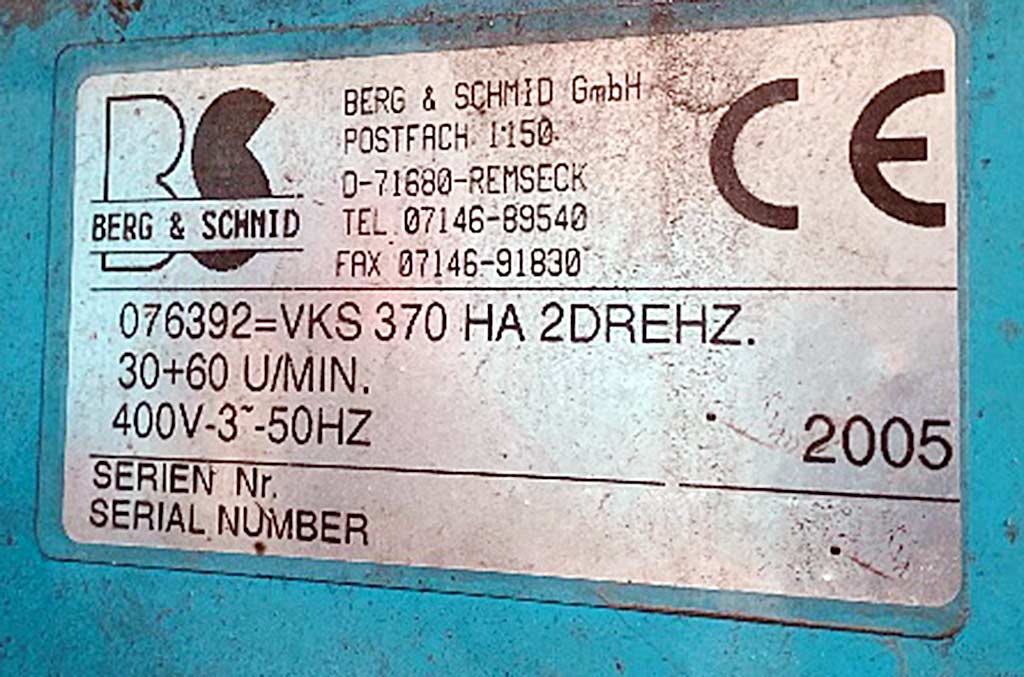 BS
BERG & SCHMID
BERG & SCHMID GmbH
POSTFACH 1150
D-71680-REMSECK
TEL 07146-89540
FAX 07146-91830
CE
076392=VKS 370 HA 2DREHZ.
30+60 U/MIN.
400V-3~-50HZ
2005
SERIEN Nr.
SERIAL NUMBER